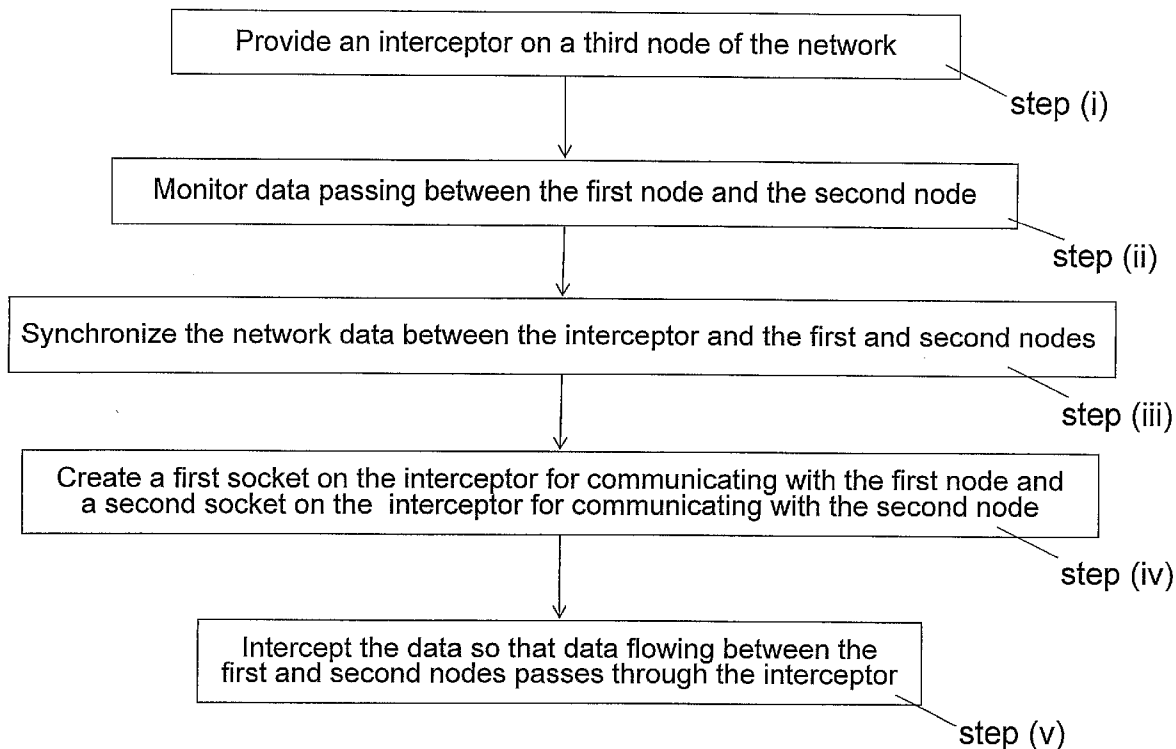 Provide an interceptor on a third node of the network
step (i)
Monitor data passing between the first node and the second node
step (ii)
Synchronize the network data between the interceptor and the first and second nodes
step (iii)
Create a first socket on the interceptor for communicating with the first node and
a second socket on the interceptor for communicating with the second node
step (iv)
Intercept the data so that data flowing between the
first and second nodes passes through the interceptor
step (v)